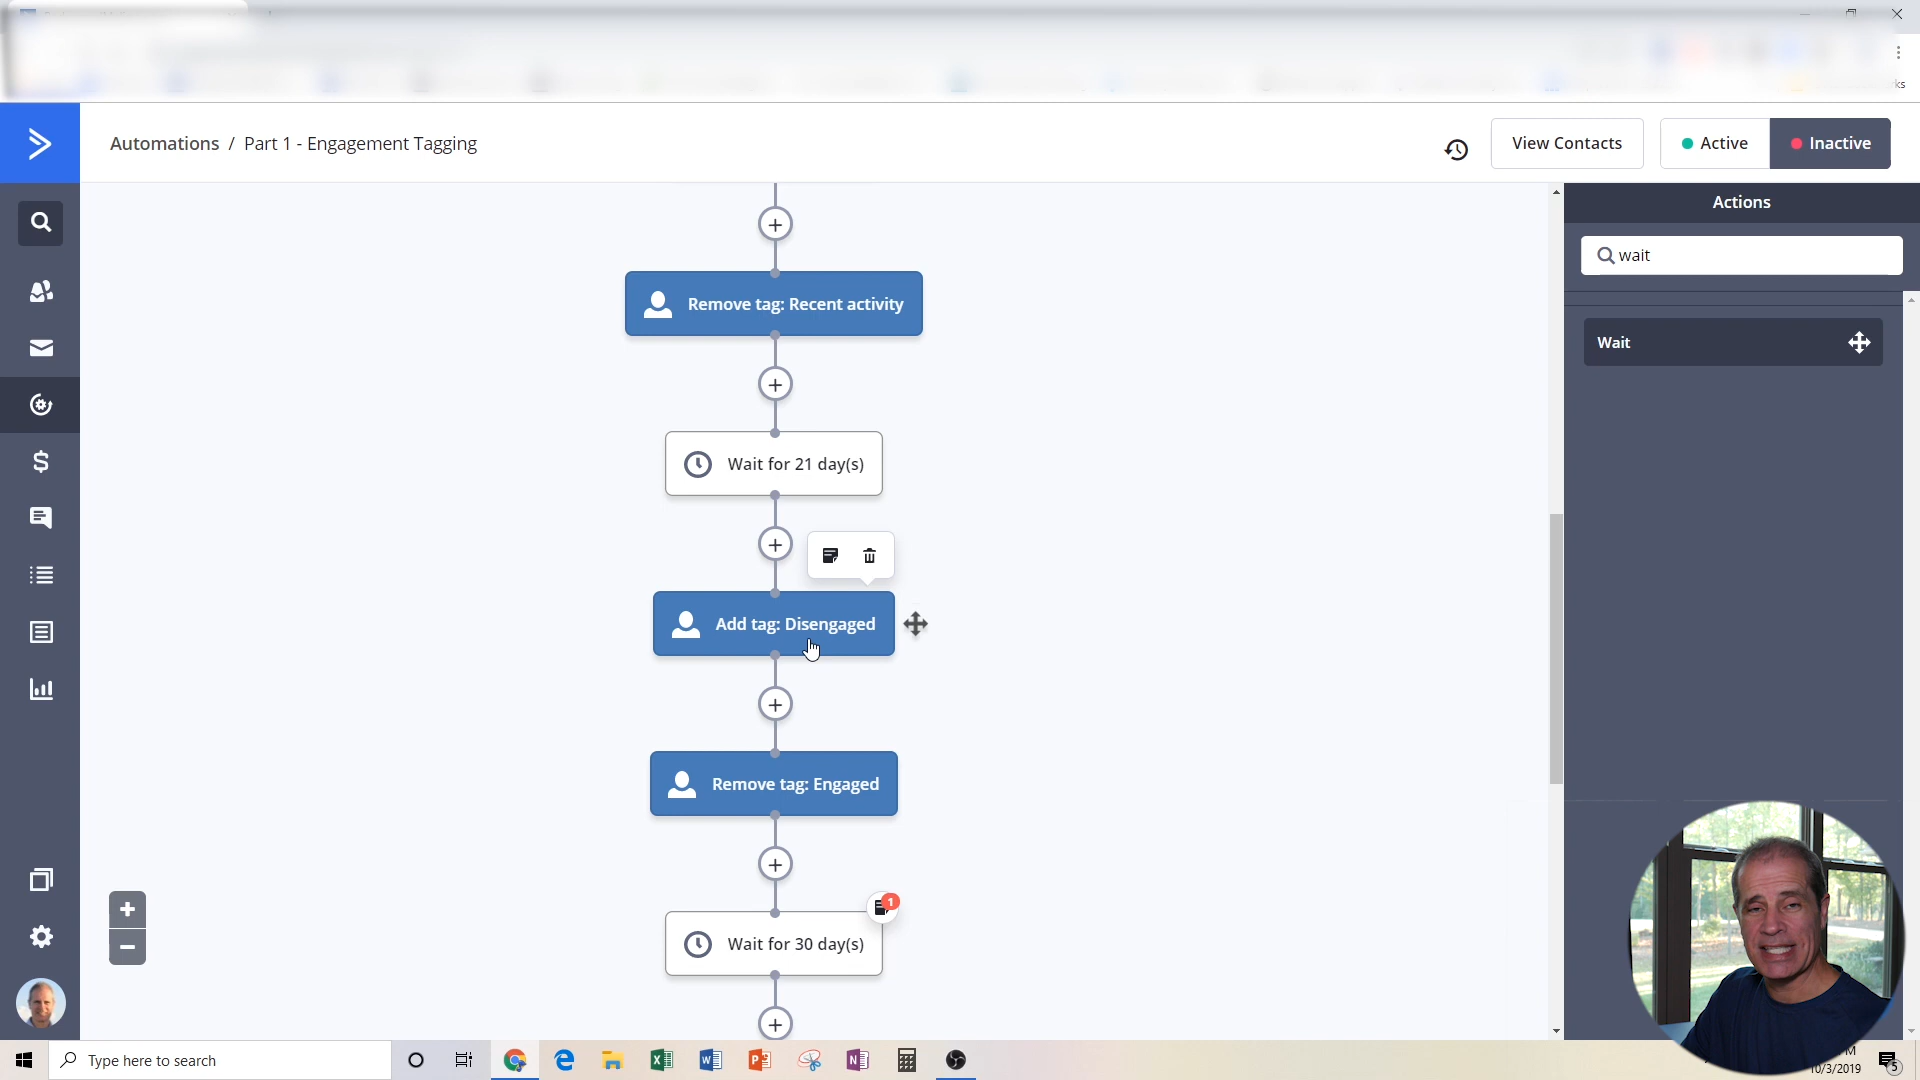 Automations / Part 1 - Engagement Tagging
View Contacts
Active
Inactive
Actions
wait
Wait
Remove tag: Recent activity
Wait for 21 day(s)
Add tag: Disengaged
Remove tag: Engaged
1
Wait for 30 day(s)
Type here to search
10/3/2019
5